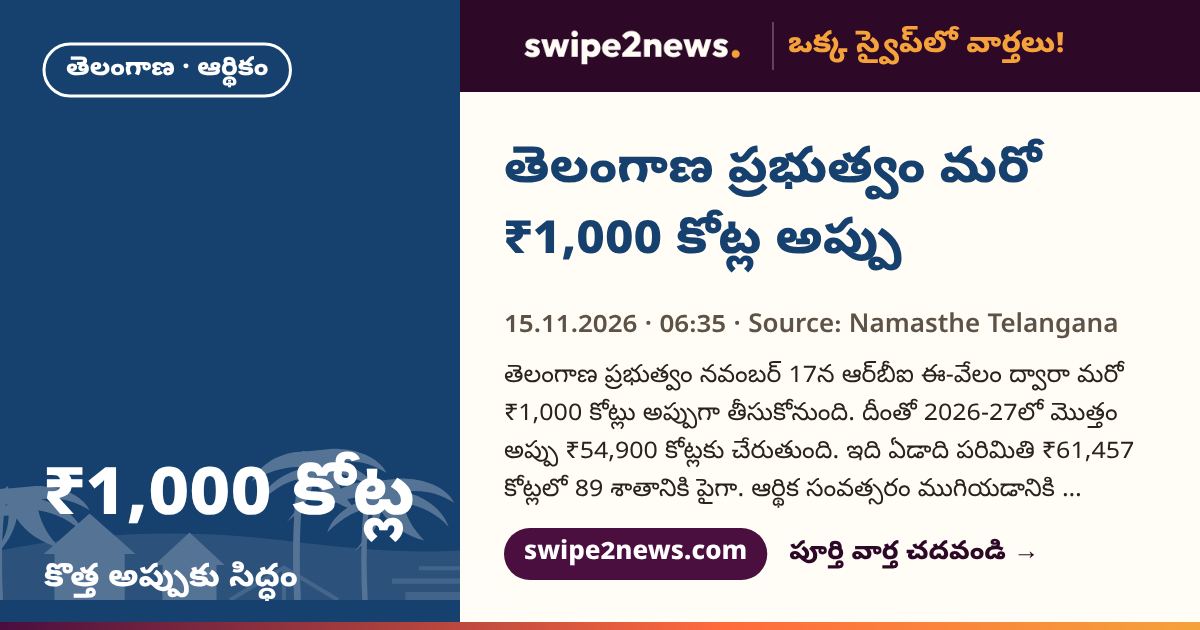 తెలంగాణ · ఆర్థికం
₹1,000 కోట్ల
కొత్త అప్పుకు సిద్ధం
swipe2news.
ఒక్క స్వైప్‌లో వార్తలు!
తెలంగాణ ప్రభుత్వం మరో
₹1,000 కోట్ల అప్పు
15.11.2026 · 06:35 · Source: Namasthe Telangana
తెలంగాణ ప్రభుత్వం నవంబర్ 17న ఆర్‌బీఐ ఈ-వేలం ద్వారా మరో
₹1,000 కోట్లు అప్పుగా తీసుకోనుంది. దీంతో 2026-27లో మొత్తం
అప్పు ₹54,900 కోట్లకు చేరుతుంది. ఇది ఏడాది పరిమితి ₹61,457
కోట్లలో 89 శాతానికి పైగా. ఆర్థిక సంవత్సరం ముగియడానికి ...
swipe2news.com
పూర్తి వార్త చదవండి →